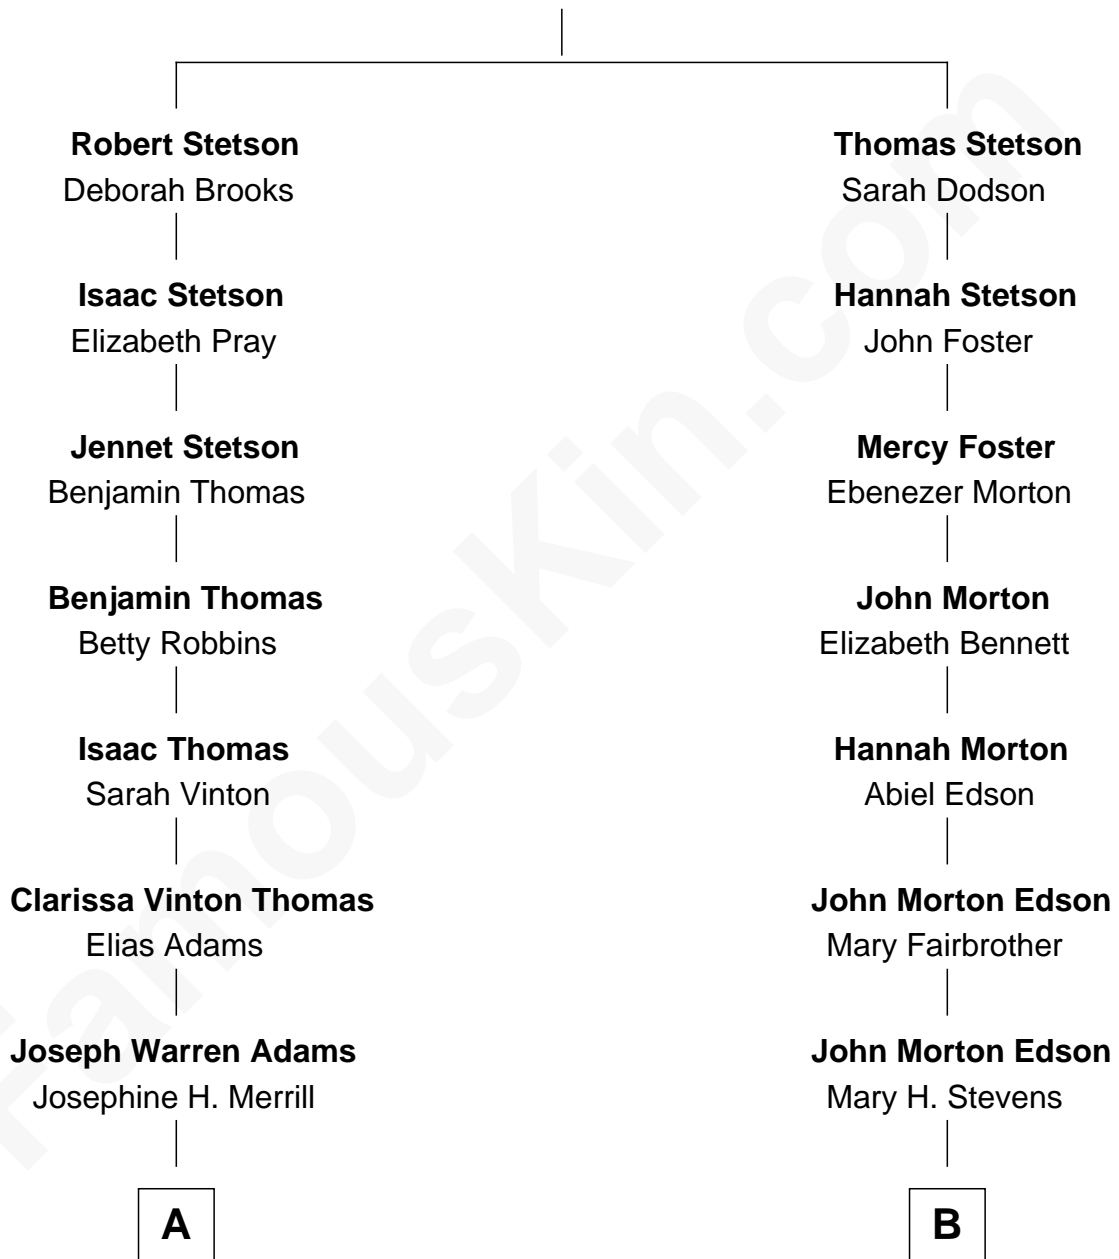 Robert Stetson
Deborah Brooks
Isaac Stetson
Elizabeth Pray
Jennet Stetson
Benjamin Thomas
Benjamin Thomas
Betty Robbins
Isaac Thomas
Sarah Vinton
Clarissa Vinton Thomas
Elias Adams
Joseph Warren Adams
Josephine H. Merrill
A
Thomas Stetson
Sarah Dodson
Hannah Stetson
John Foster
Mercy Foster
Ebenezer Morton
John Morton
Elizabeth Bennett
Hannah Morton
Abiel Edson
John Morton Edson
Mary Fairbrother
John Morton Edson
Mary H. Stevens
B
FamousKin.com